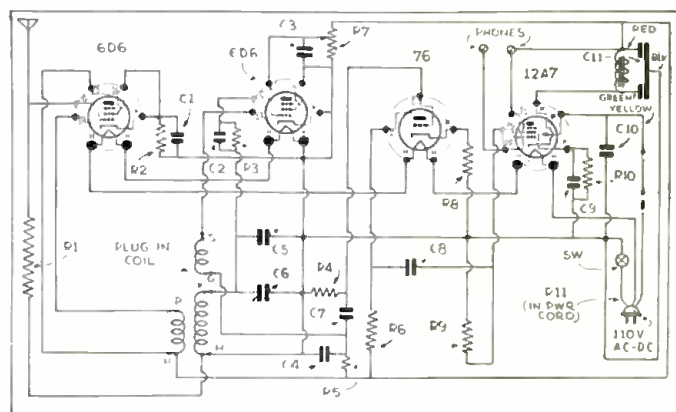 6D6
C1
R2
C2
R3
6D6
C3
R7
76
(PHONES)
12A7
C11
RED
BLK
GREEN
YELLOW
C10
R10
C9
R8
R1
PLUG IN
COIL
C5
C6
R4
C7
C4
R5
C8
R6
R9
SW
R11
(IN PWR
CORD)
110V
AC-DC
P
G